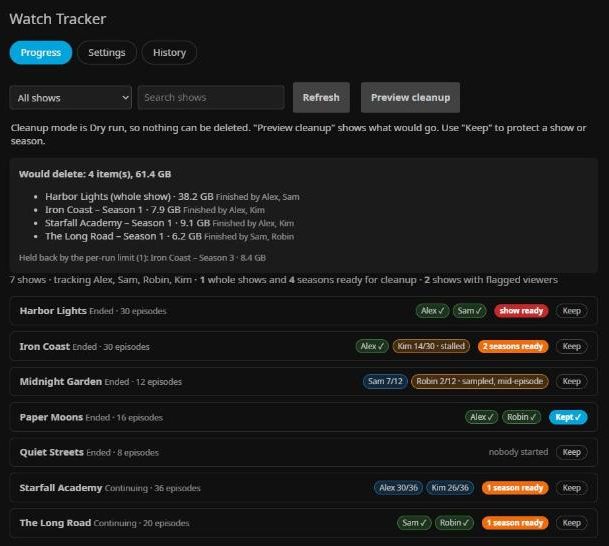 Watch Tracker
Progress Settings History
All shows Search shows Refresh Preview cleanup
Cleanup mode is Dry run, so nothing can be deleted. "Preview cleanup" shows what would go. Use "Keep" to protect a show or
season.
Would delete: 4 item(s), 61.4 GB
• Harbor Lights (whole show) · 38.2 GB Finished by Alex, Sam
• Iron Coast – Season 1 · 7.9 GB Finished by Alex, Kim
• Starfall Academy – Season 1 · 9.1 GB Finished by Alex, Kim
• The Long Road – Season 1 · 6.2 GB Finished by Sam, Robin
Held back by the per-run limit (1): Iron Coast – Season 3 · 8.4 GB
7 shows · tracking Alex, Sam, Robin, Kim · 1 whole shows and 4 seasons ready for cleanup · 2 shows with flagged viewers
Harbor Lights Ended · 30 episodes Alex ✓ Sam ✓ show ready Keep
Iron Coast Ended · 30 episodes Alex ✓ Kim 14/30 · stalled 2 seasons ready Keep
Midnight Garden Ended · 12 episodes Sam 7/12 Robin 2/12 · sampled, mid-episode Keep
Paper Moons Ended · 16 episodes Alex ✓ Robin ✓ Kept ✓
Quiet Streets Ended · 8 episodes nobody started Keep
Starfall Academy Continuing · 36 episodes Alex 30/36 Kim 26/36 1 season ready Keep
The Long Road Continuing · 20 episodes Sam ✓ Robin ✓ 1 season ready Keep